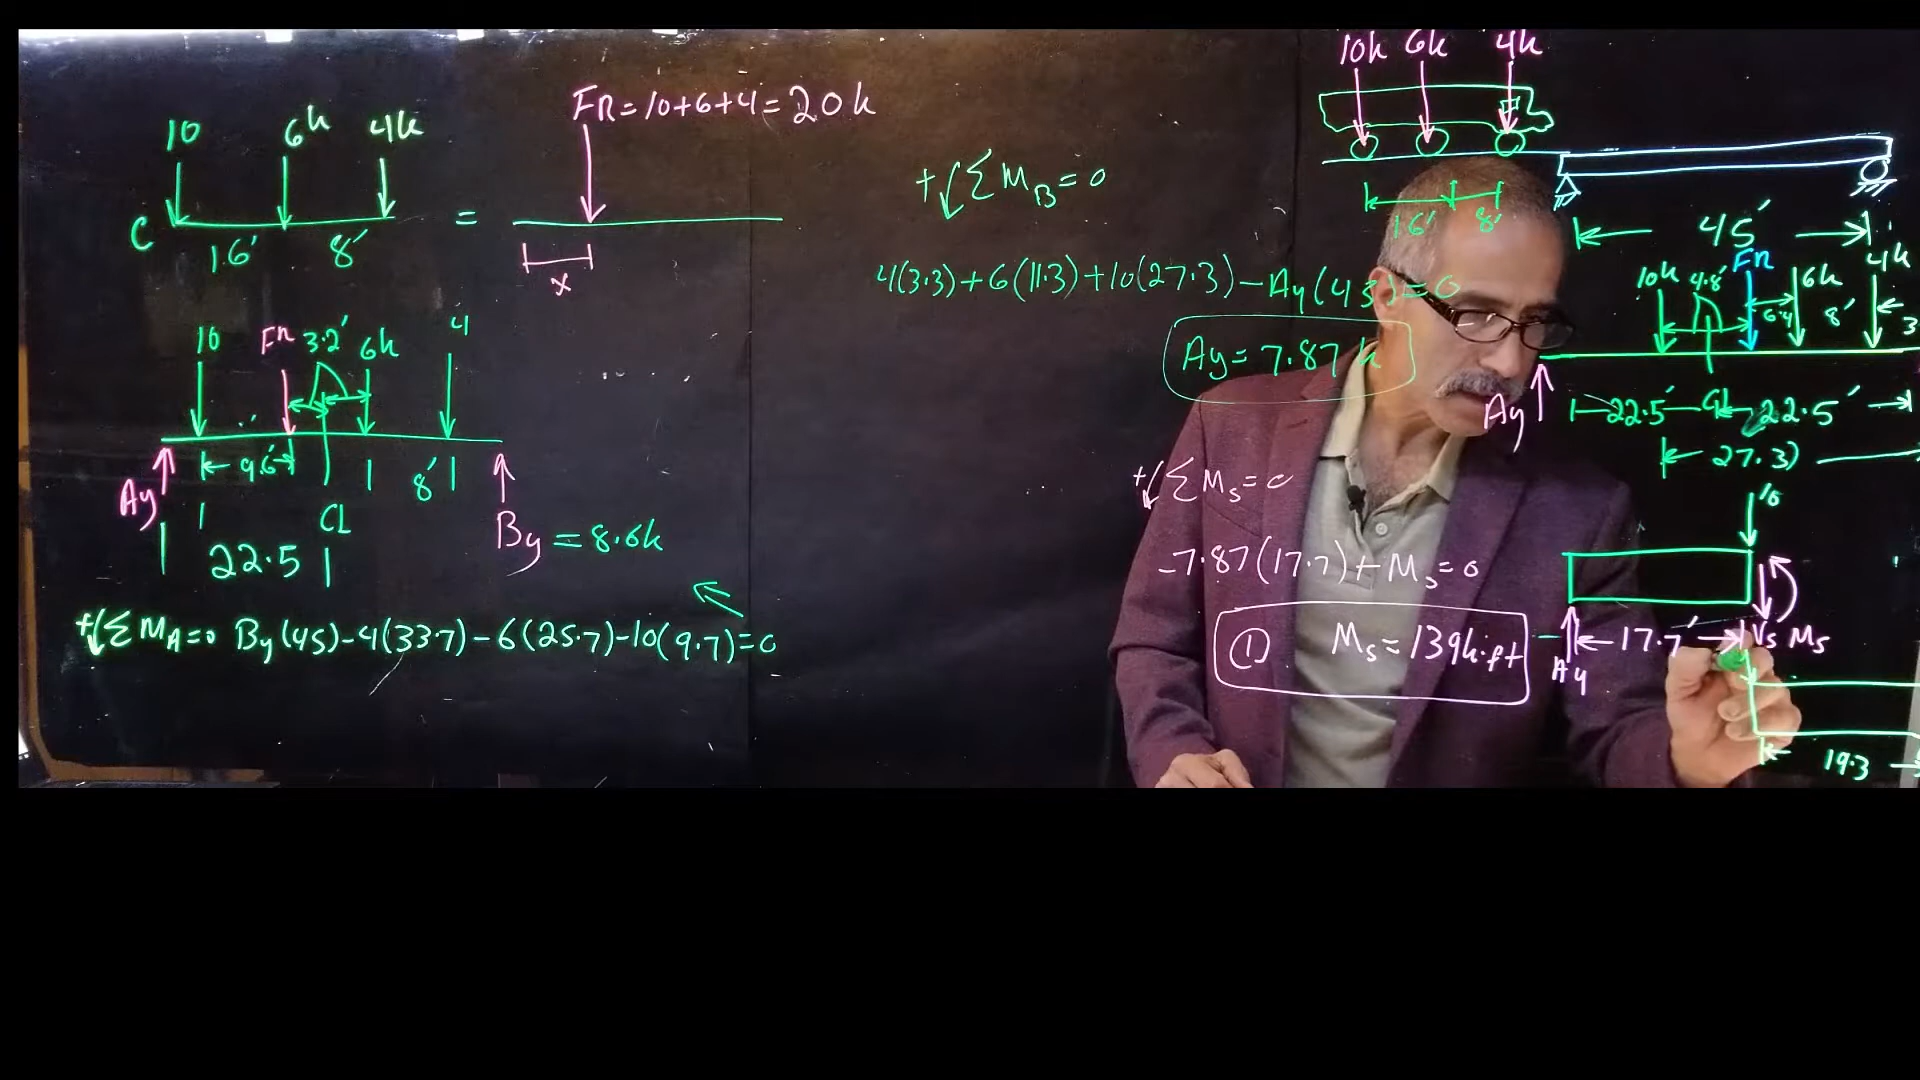 10 6k 4k
C 16' 8'
=
FR = 10+6+4 = 20k
x
10 FR 3.2' 6k 4
9.6'
8'
Ay
CL
22.5
By = 8.6k
+ΣMA=0 By(45)-4(33.7)-6(25.7)-10(9.7)=0
+ΣMB=0
4(3.3)+6(11.3)+10(27.3)-Ay(45)=0
Ay=7.87k
+ΣMs=0
-7.87(17.7)+Ms=0
① Ms=139k·ft
10k 6k 4k
16' 8'
45'
10k 4.8' FR 6k 4k
6.4 8' 3
Ay
22.5' CL 22.5'
27.3
10
17.7' Vs Ms
Ay
19.3